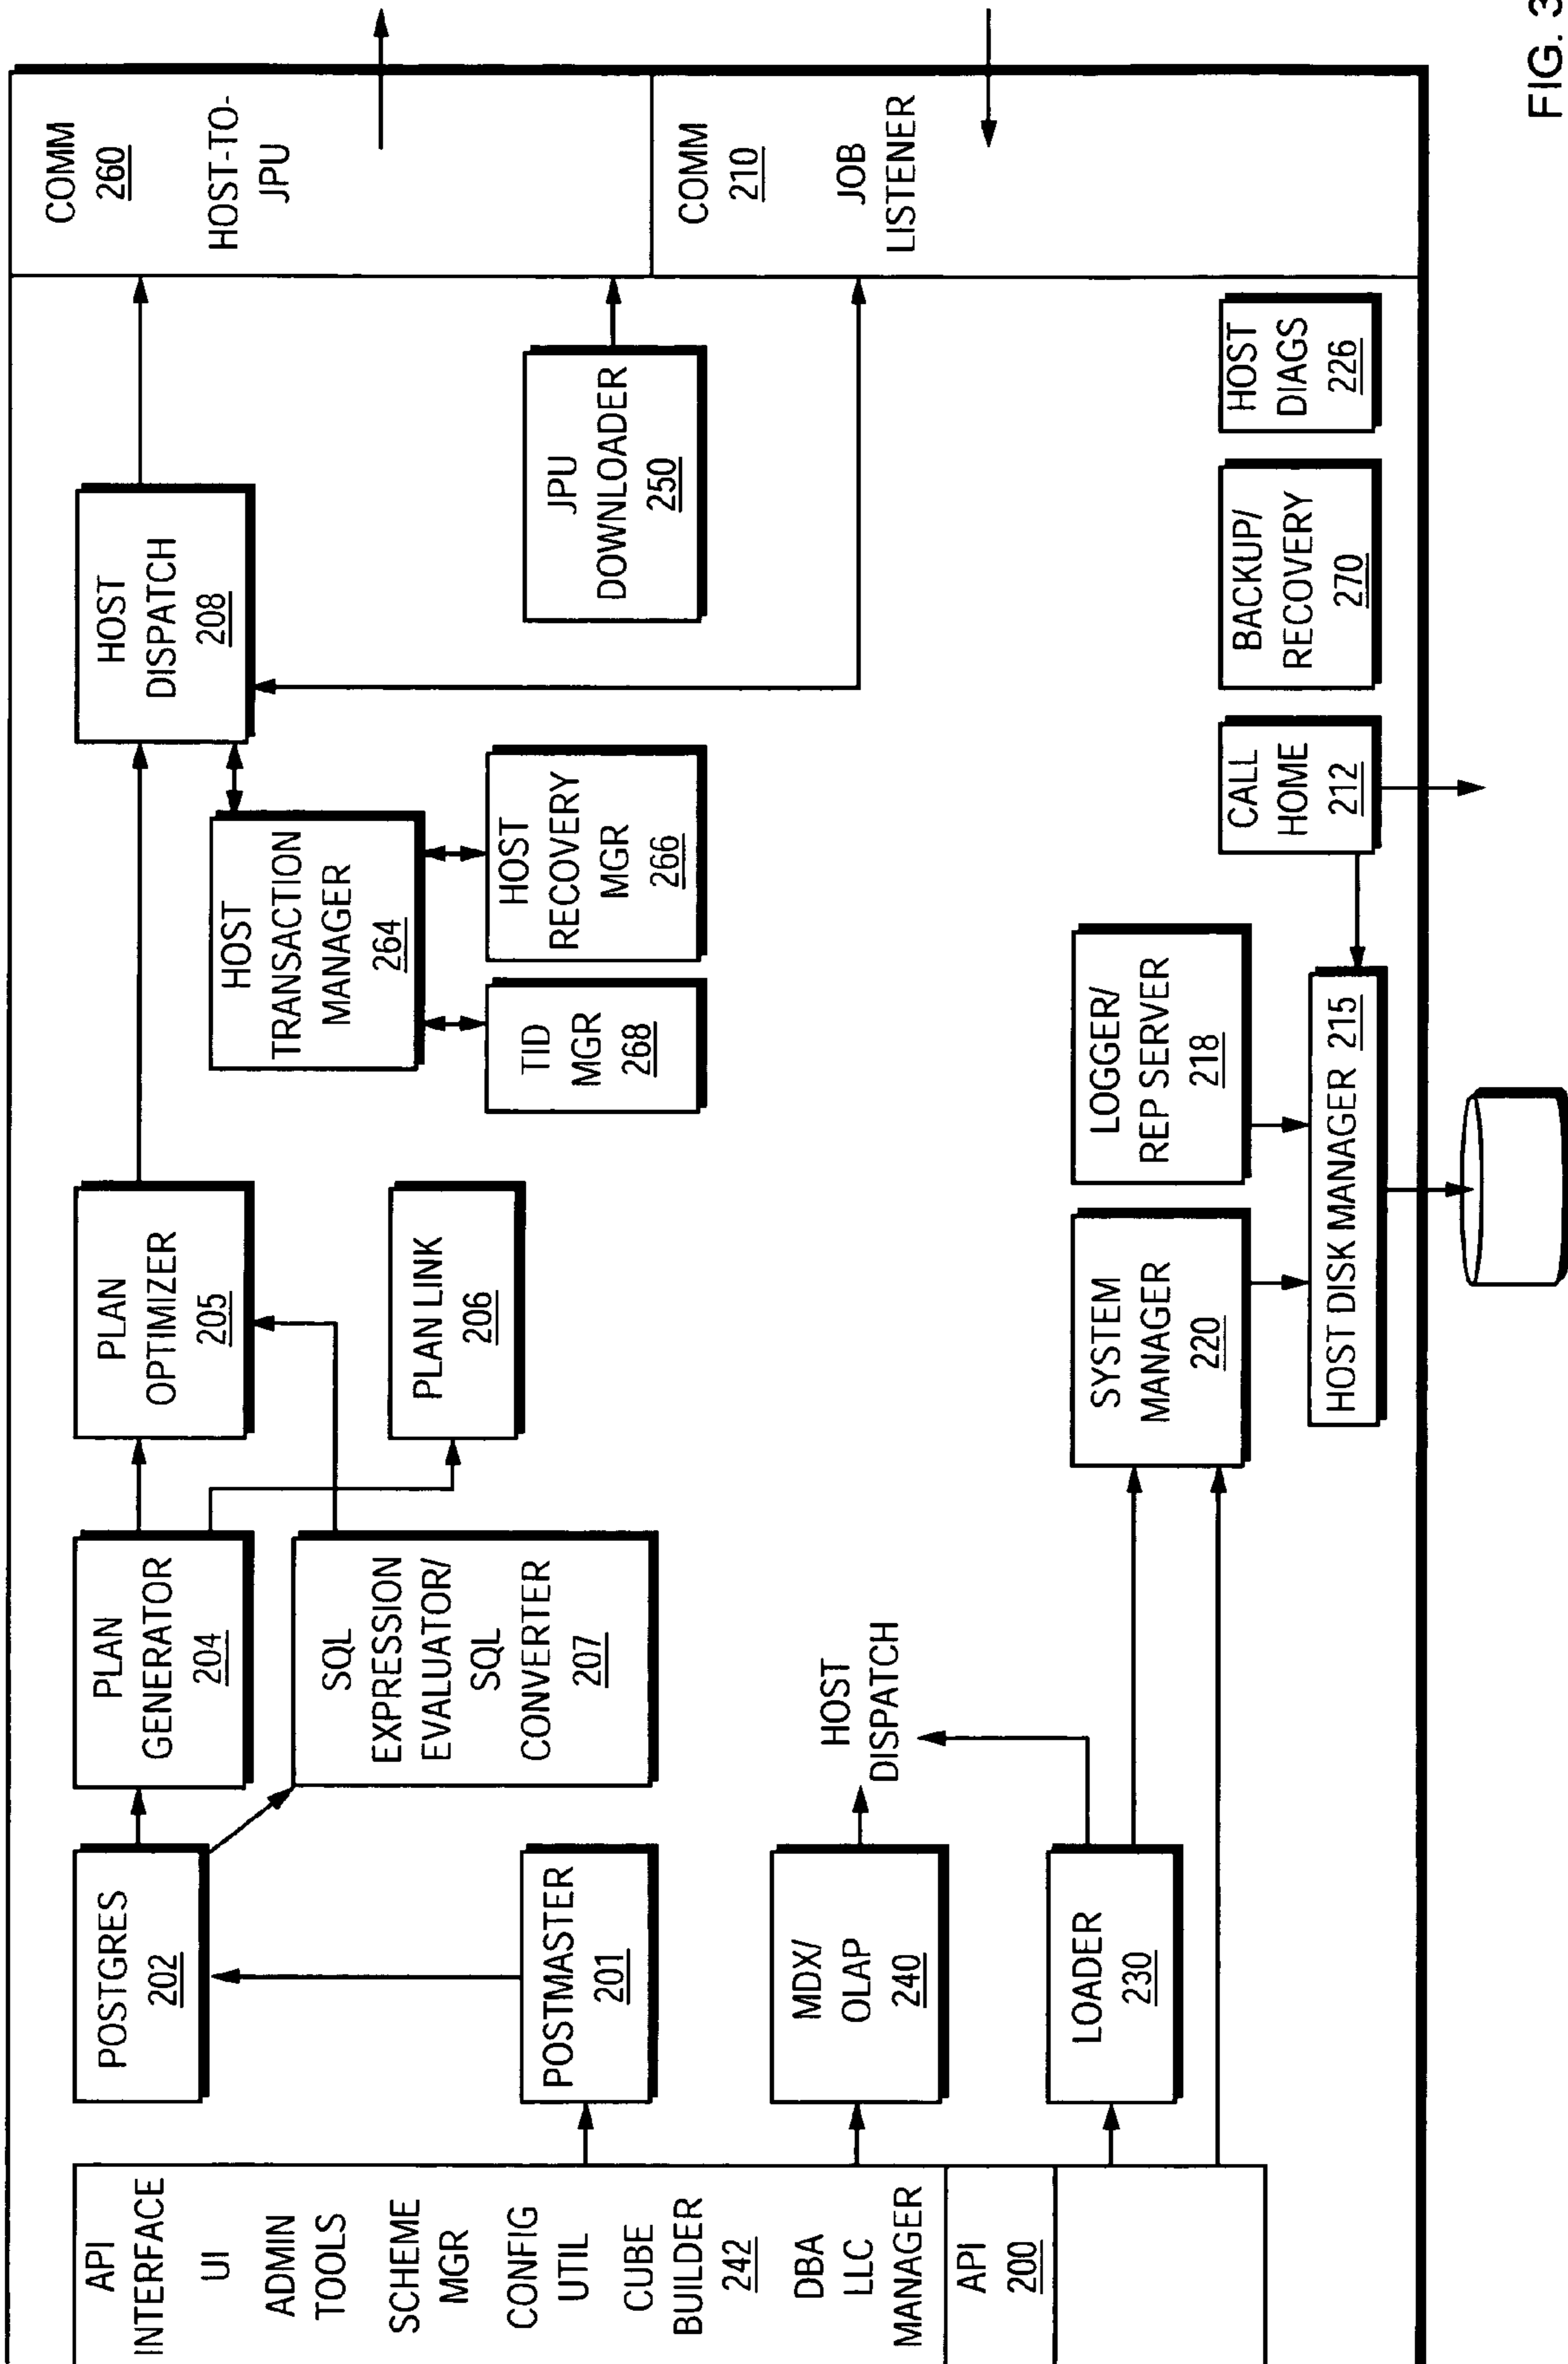 API
INTERFACE
UI
ADMIN
TOOLS
SCHEME
MGR
CONFIG
UTIL
CUBE
BUILDER
242
DBA
LLC
MANAGER
API
200
POSTGRES
202
POSTMASTER
201
MDX/
OLAP
240
LOADER
230
PLAN
GENERATOR
204
SQL
EXPRESSION
EVALUATOR/
SQL
CONVERTER
207
HOST
DISPATCH
PLAN
OPTIMIZER
205
PLAN LINK
206
SYSTEM
MANAGER
220
LOGGER/
REP SERVER
218
HOST DISK MANAGER 215
HOST
TRANSACTION
MANAGER
264
TID
MGR
268
HOST
RECOVERY
MGR
266
HOST
DISPATCH
208
JPU
DOWNLOADER
250
CALL
HOME
212
BACKUP/
RECOVERY
270
HOST
DIAGS
226
COMM
260
HOST-TO-
JPU
COMM
210
JOB
LISTENER
FIG. 3